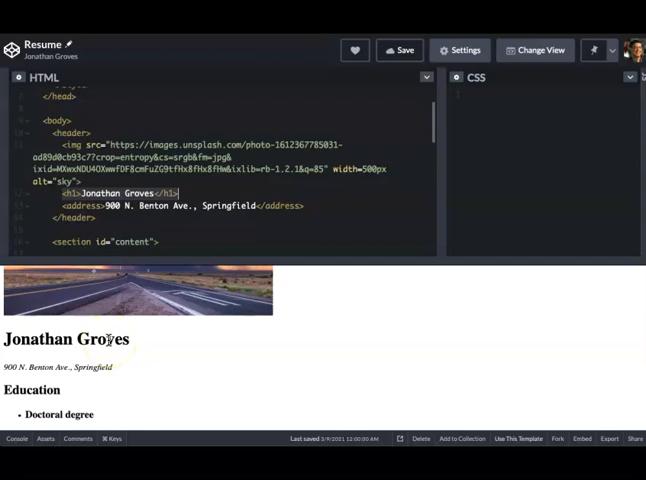 Resume
Jonathan Groves
Save
Settings
Change View
HTML
CSS
1
</head>
<body>
<header>
<img src="https://images.unsplash.com/photo-1612367785031-
ad89d0cb93c7?crop=entropy&cs=srgb&fm=jpg&
ixid=MXwxNDU4OXwwfDF8cmFuZG9tfHx8fHx8fHw&ixlib=rb-1.2.1&q=85" width=500px
alt="sky">
<h1>Jonathan Groves</h1>
<address>900 N. Benton Ave., Springfield</address>
</header>
<section id="content">
Jonathan Groves
900 N. Benton Ave., Springfield
Education
• Doctoral degree
Console Assets Comments ⌘ Keys Last saved 3/9/2021 12:00:00 AM Delete Add to Collection Use This Template Fork Embed Export Share